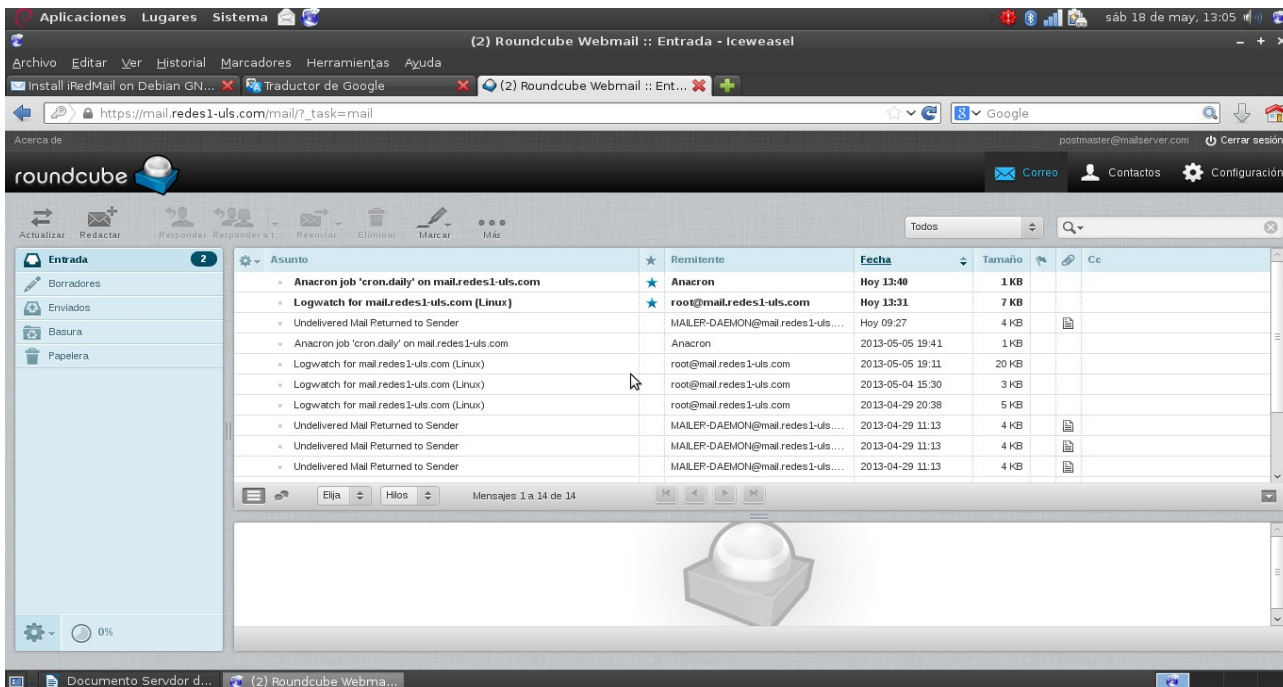 Aplicaciones Lugares Sistema sáb 18 de may, 13:05
(2) Roundcube Webmail :: Entrada - Iceweasel
Archivo Editar Ver Historial Marcadores Herramientas Ayuda
Install iRedMail on Debian GN... Traductor de Google (2) Roundcube Webmail :: Ent...
https://mail.redes1-uls.com/mail/?_task=mail Google
Acerca de postmaster@mailserver.com Cerrar sesión
roundcube Correo Contactos Configuración
Actualizar Redactar Responder Responder a t... Reenviar Eliminar Marcar Más Todos
Entrada 2
Borradores
Enviados
Basura
Papelera
Asunto Remitente Fecha Tamaño Cc
Anacron job 'cron.daily' on mail.redes1-uls.com Anacron Hoy 13:40 1 KB
Logwatch for mail.redes1-uls.com (Linux) root@mail.redes1-uls.com Hoy 13:31 7 KB
Undelivered Mail Returned to Sender MAILER-DAEMON@mail.redes1-uls.... Hoy 09:27 4 KB
Anacron job 'cron.daily' on mail.redes1-uls.com Anacron 2013-05-05 19:41 1 KB
Logwatch for mail.redes1-uls.com (Linux) root@mail.redes1-uls.com 2013-05-05 19:11 20 KB
Logwatch for mail.redes1-uls.com (Linux) root@mail.redes1-uls.com 2013-05-04 15:30 3 KB
Logwatch for mail.redes1-uls.com (Linux) root@mail.redes1-uls.com 2013-04-29 20:38 5 KB
Undelivered Mail Returned to Sender MAILER-DAEMON@mail.redes1-uls.... 2013-04-29 11:13 4 KB
Undelivered Mail Returned to Sender MAILER-DAEMON@mail.redes1-uls.... 2013-04-29 11:13 4 KB
Undelivered Mail Returned to Sender MAILER-DAEMON@mail.redes1-uls.... 2013-04-29 11:13 4 KB
Elija Hilos Mensajes 1 a 14 de 14
0%
Documento Servdor d... (2) Roundcube Webma...